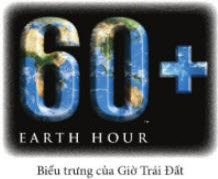 60+
EARTH HOUR
Biểu trưng của Giờ Trái Đất